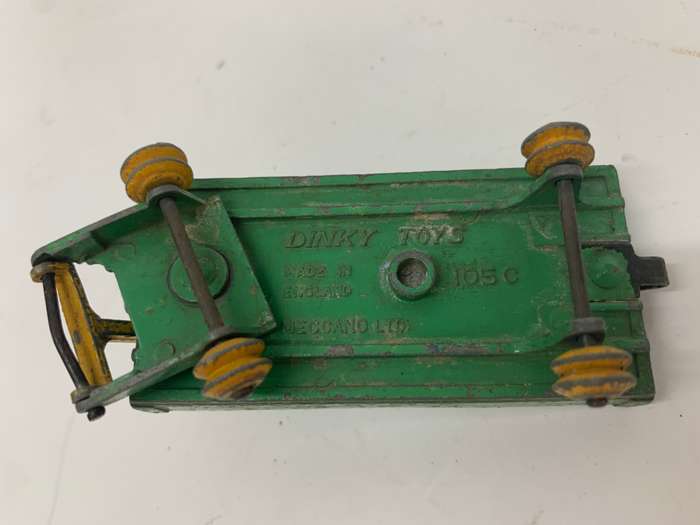 DINKY TOYS
MADE IN
ENGLAND
105 C
MECCANO LTD